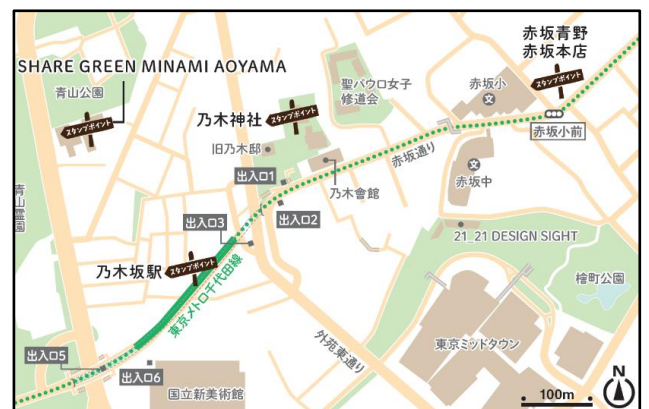 赤坂青野
赤坂本店
スタンプポイント
SHARE GREEN MINAMI AOYAMA
青山公園
スタンプポイント
聖パウロ女子
修道会
赤坂小
文
乃木神社
スタンプポイント
赤坂小前
旧乃木邸
赤坂通り
文
出入口1
乃木會館
赤坂中
青山霊園
出入口3
出入口2
21_21 DESIGN SIGHT
乃木坂駅
スタンプポイント
檜町公園
東京メトロ千代田線
外苑東通り
東京ミッドタウン
出入口5
出入口6
国立新美術館
100m
N